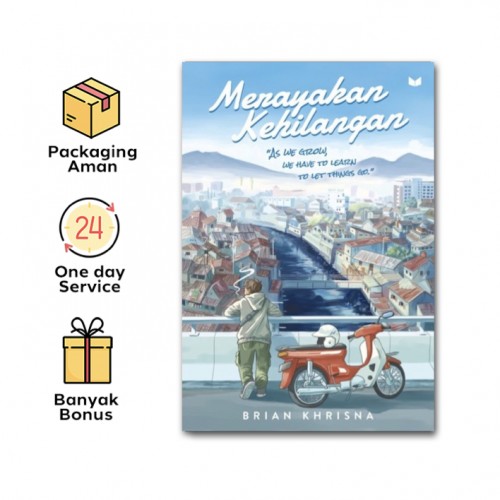 Packaging
Aman
24
One day
Service
Banyak
Bonus
Merayakan
Kehilangan
"AS WE GROW,
WE HAVE TO LEARN
TO LET THINGS GO."
BRIAN KHRISNA